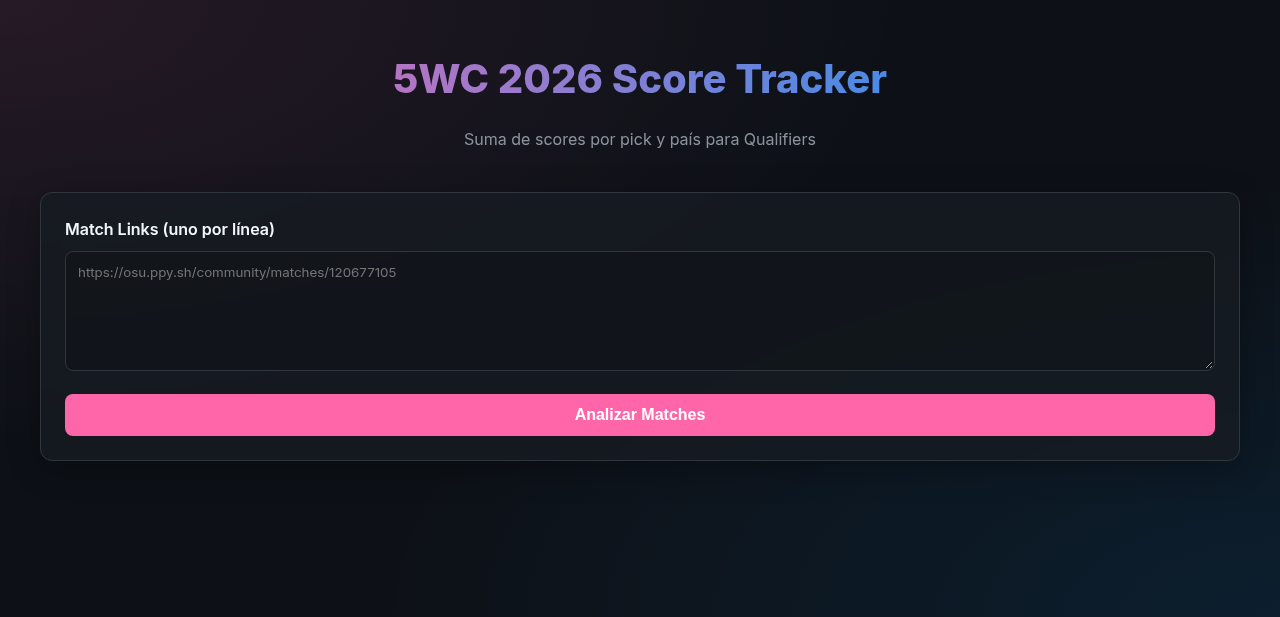 5WC 2026 Score Tracker
Suma de scores por pick y país para Qualifiers
Match Links (uno por línea)
https://osu.ppy.sh/community/matches/120677105
Analizar Matches